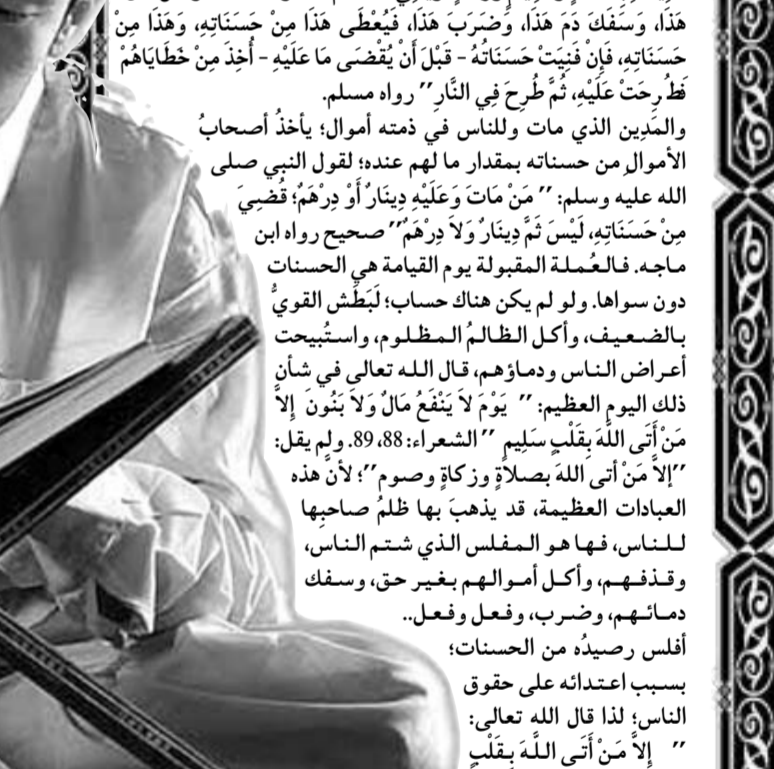 هَذَا، وَسَفَكَ دَمَ هَذَا، وَضَرَبَ هَذَا، فَيُعْطَى هَذَا مِنْ حَسَنَاتِهِ، وَهَذَا مِنْ
حَسَنَاتِهِ، فَإِنْ فَنِيَتْ حَسَنَاتُهُ - قَبْلَ أَنْ يُقْضَى مَا عَلَيْهِ - أُخِذَ مِنْ خَطَايَاهُمْ
فَطُرِحَتْ عَلَيْهِ، ثُمَّ طُرِحَ فِي النَّارِ” رواه مسلم.
والمَدِين الذي مات وللناس في ذمته أموال؛ يأخذُ أصحابُ
الأموالِ من حسناته بمقدار ما لهم عنده؛ لقول النبي صلى
الله عليه وسلم: ” مَنْ مَاتَ وَعَلَيْهِ دِينَارٌ أَوْ دِرْهَمٌ؛ قُضِيَ
مِنْ حَسَنَاتِهِ، لَيْسَ ثَمَّ دِينَارٌ وَلاَ دِرْهَمٌ” صحيح رواه ابن
ماجه. فالعُملة المقبولة يوم القيامة هي الحسنات
دون سواها. ولو لم يكن هناك حساب؛ لَبَطَش القويُّ
بالضعيف، وأكل الظالمُ المظلوم، واستُبيحت
أعراض الناس ودماؤهم، قال الله تعالى في شأن
ذلك اليوم العظيم: ” يَوْمَ لاَ يَنْفَعُ مَالٌ وَلاَ بَنُون إِلاَّ
مَنْ أَتَى اللَّهَ بِقَلْبٍ سَلِيم ” الشعراء: 88، 89. ولم يقل:
”إلاَّ مَنْ أتى اللهَ بصلاَةٍ وزكاةٍ وصوم”؛ لأنَّ هذه
العبادات العظيمة، قد يذهبَ بها ظلمُ صاحبِها
للناس، فها هو المفلس الذي شتم الناس،
وقذفهم، وأكل أموالهم بغير حق، وسفك
دمائهم، وضرب، وفعل وفعل..
أفلس رصيدُه من الحسنات؛
بسبب اعتدائه على حقوق
الناس؛ لذا قال الله تعالى:
” إِلاَّ مَنْ أَتَى اللَّهَ بِقَلْبٍ